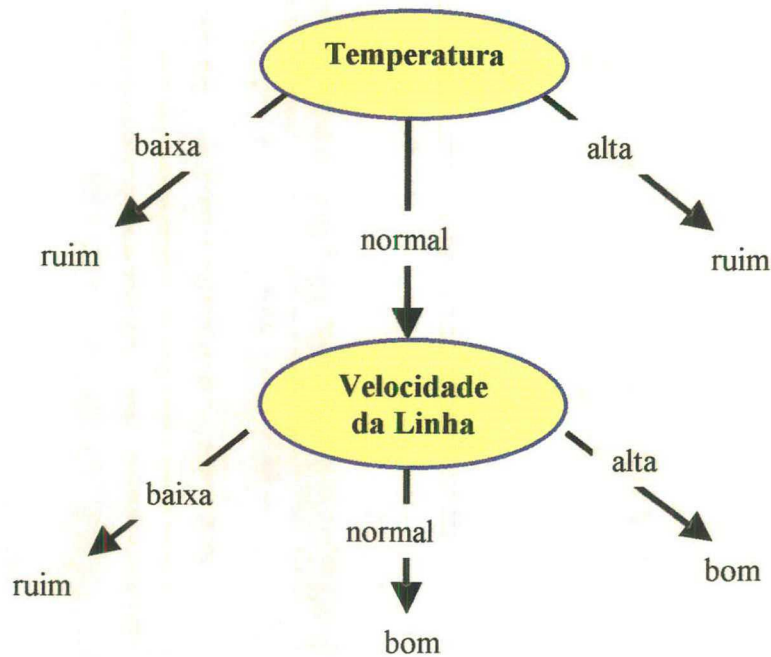 Temperatura
baixa
alta
ruim
normal
ruim
Velocidade
da Linha
baixa
alta
normal
ruim
bom
bom